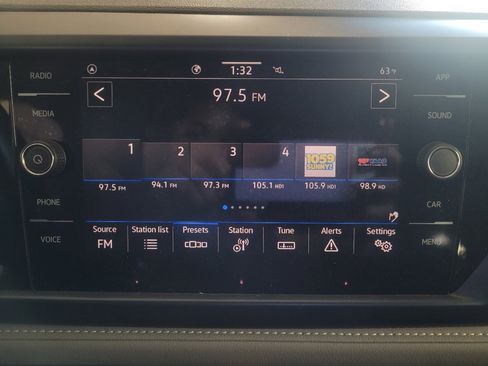 RADIO
MEDIA
PHONE
VOICE
1:32
63°F
97.5 FM
1 2 3 4 1059 SUNNY
97.5 FM 94.1 FM 97.3 FM 105.1 HD1 105.9 HD1 98.9 HD
Source Station list Presets Station Tune Alerts Settings
FM
APP
SOUND
CAR
MENU